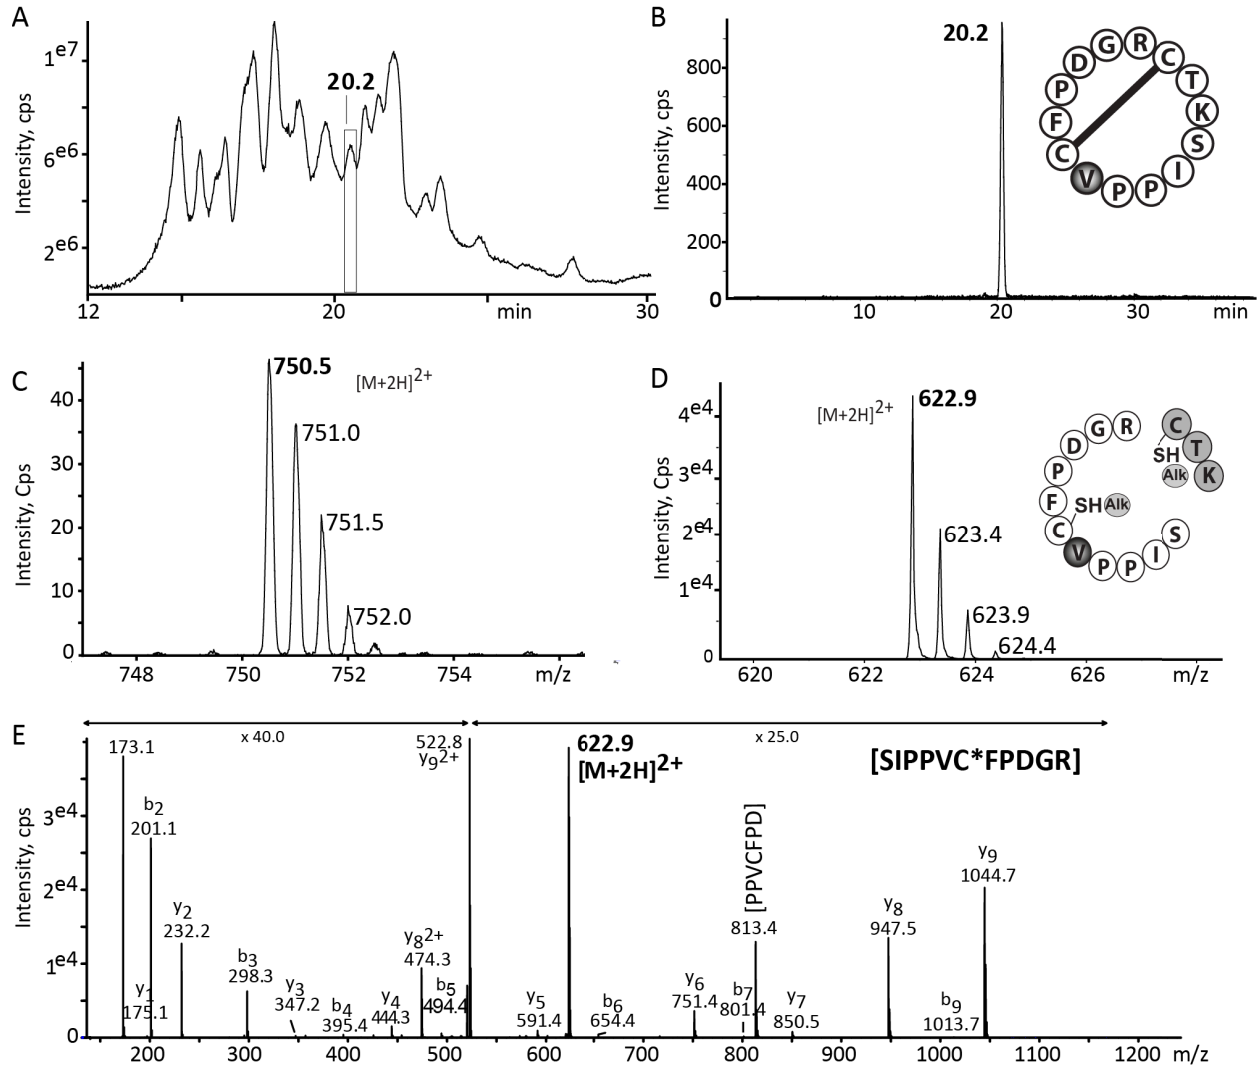 A
Intensity, cps
1e7
6e6
2e6
20.2
12
20
min
30
B
Intensity, cps
800
600
400
200
0
20.2
10
20
30
min
C T K S I P P V C F P D G R
C
Intensity, Cps
40
30
20
10
0
750.5
[M+2H]2+
751.0
751.5
752.0
748
750
752
754
m/z
D
Intensity, Cps
4e4
3e4
2e4
1e4
0
[M+2H]2+
622.9
623.4
623.9
624.4
620
622
624
626
m/z
R G D P F C V P P I S
C T K
SH
Alk
SH Alk
E
Intensity, cps
3e4
2e4
1e4
0
x 40.0
x 25.0
173.1
b2
201.1
y2
232.2
y1
175.1
b3
298.3
y3
347.2
b4
395.4
y4
444.3
y82+
474.3
b5
494.4
522.8
y92+
622.9
[M+2H]2+
[SIPPVC*FPDGR]
y5
591.4
b6
654.4
y6
751.4
b7
801.4
[PPVCFPD]
813.4
y7
850.5
y8
947.5
b9
1013.7
y9
1044.7
200
300
400
500
600
700
800
900
1000
1100
1200
m/z